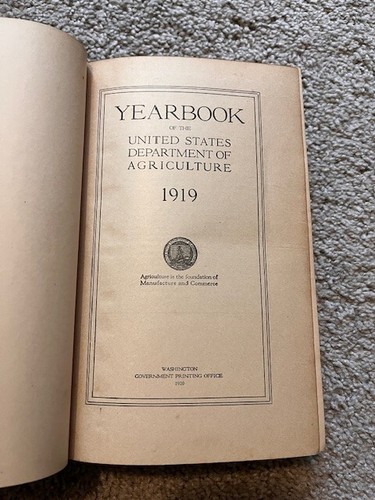 YEARBOOK
OF THE
UNITED STATES
DEPARTMENT OF
AGRICULTURE
1919
Agriculture is the foundation of
Manufacture and Commerce
WASHINGTON
GOVERNMENT PRINTING OFFICE
1920